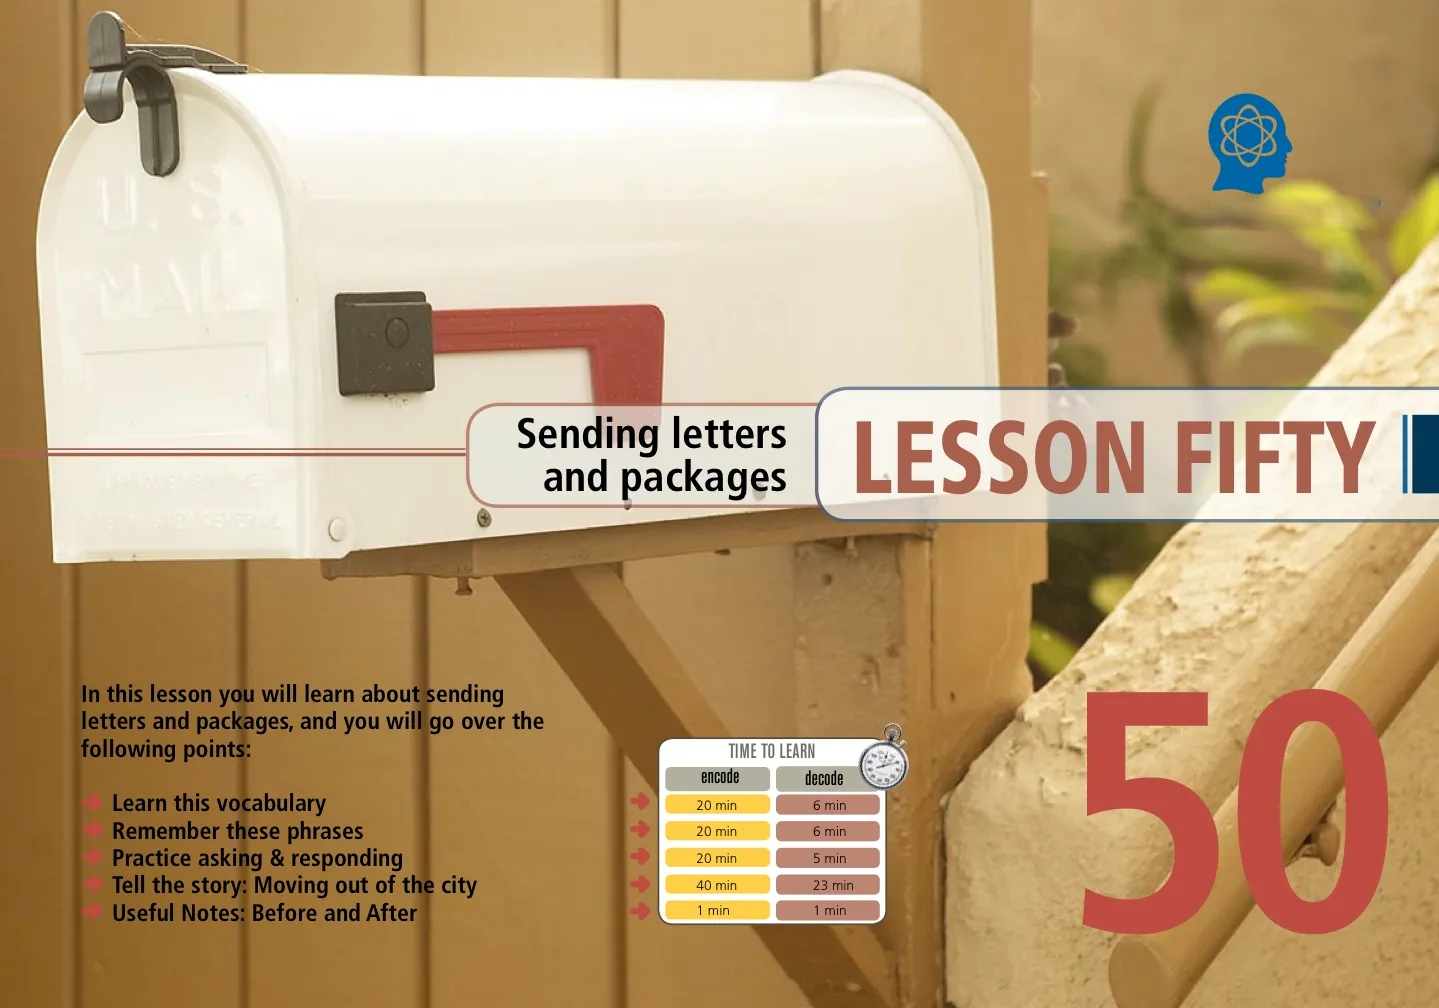 U.S.
MAIL
Sending letters
and packages
LESSON FIFTY
In this lesson you will learn about sending
letters and packages, and you will go over the
following points:
Learn this vocabulary
Remember these phrases
Practice asking & responding
Tell the story: Moving out of the city
Useful Notes: Before and After
TIME TO LEARN
encode decode
20 min 6 min
20 min 6 min
20 min 5 min
40 min 23 min
1 min 1 min
50